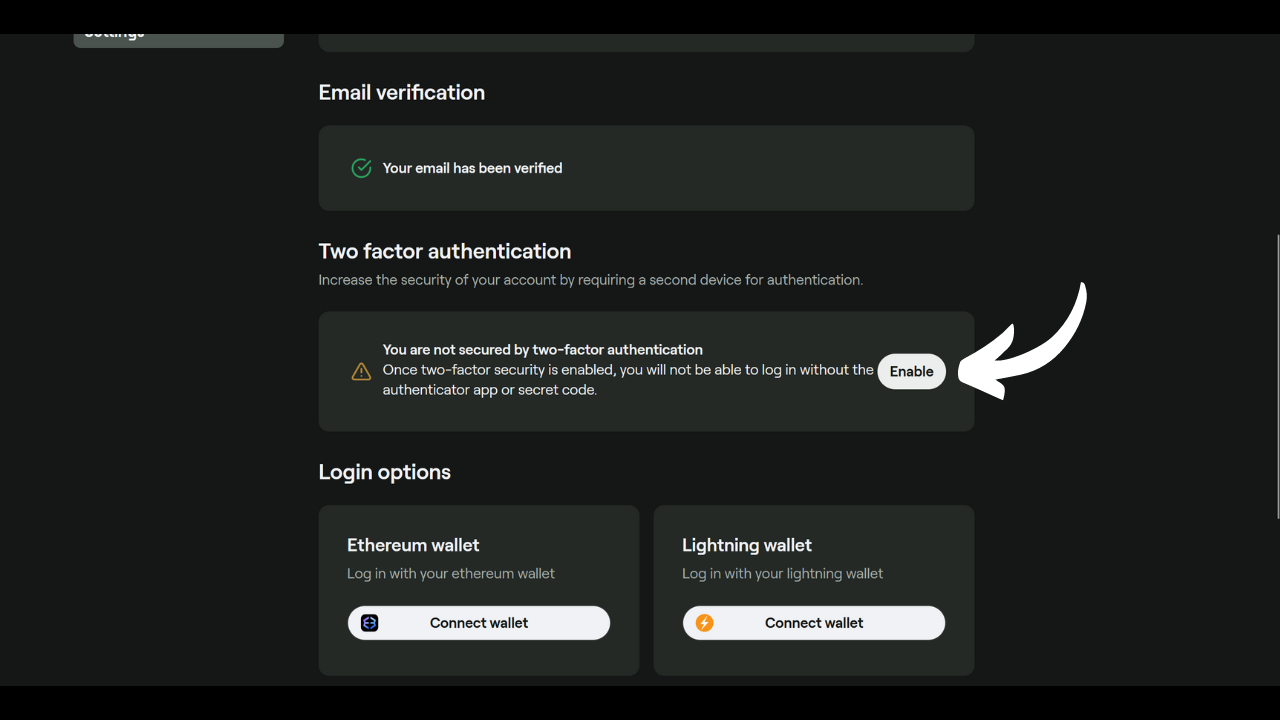 Settings
Email verification
Your email has been verified
Two factor authentication
Increase the security of your account by requiring a second device for authentication.
You are not secured by two-factor authentication
Once two-factor security is enabled, you will not be able to log in without the
authenticator app or secret code.
Enable
Login options
Ethereum wallet
Log in with your ethereum wallet
Connect wallet
Lightning wallet
Log in with your lightning wallet
Connect wallet